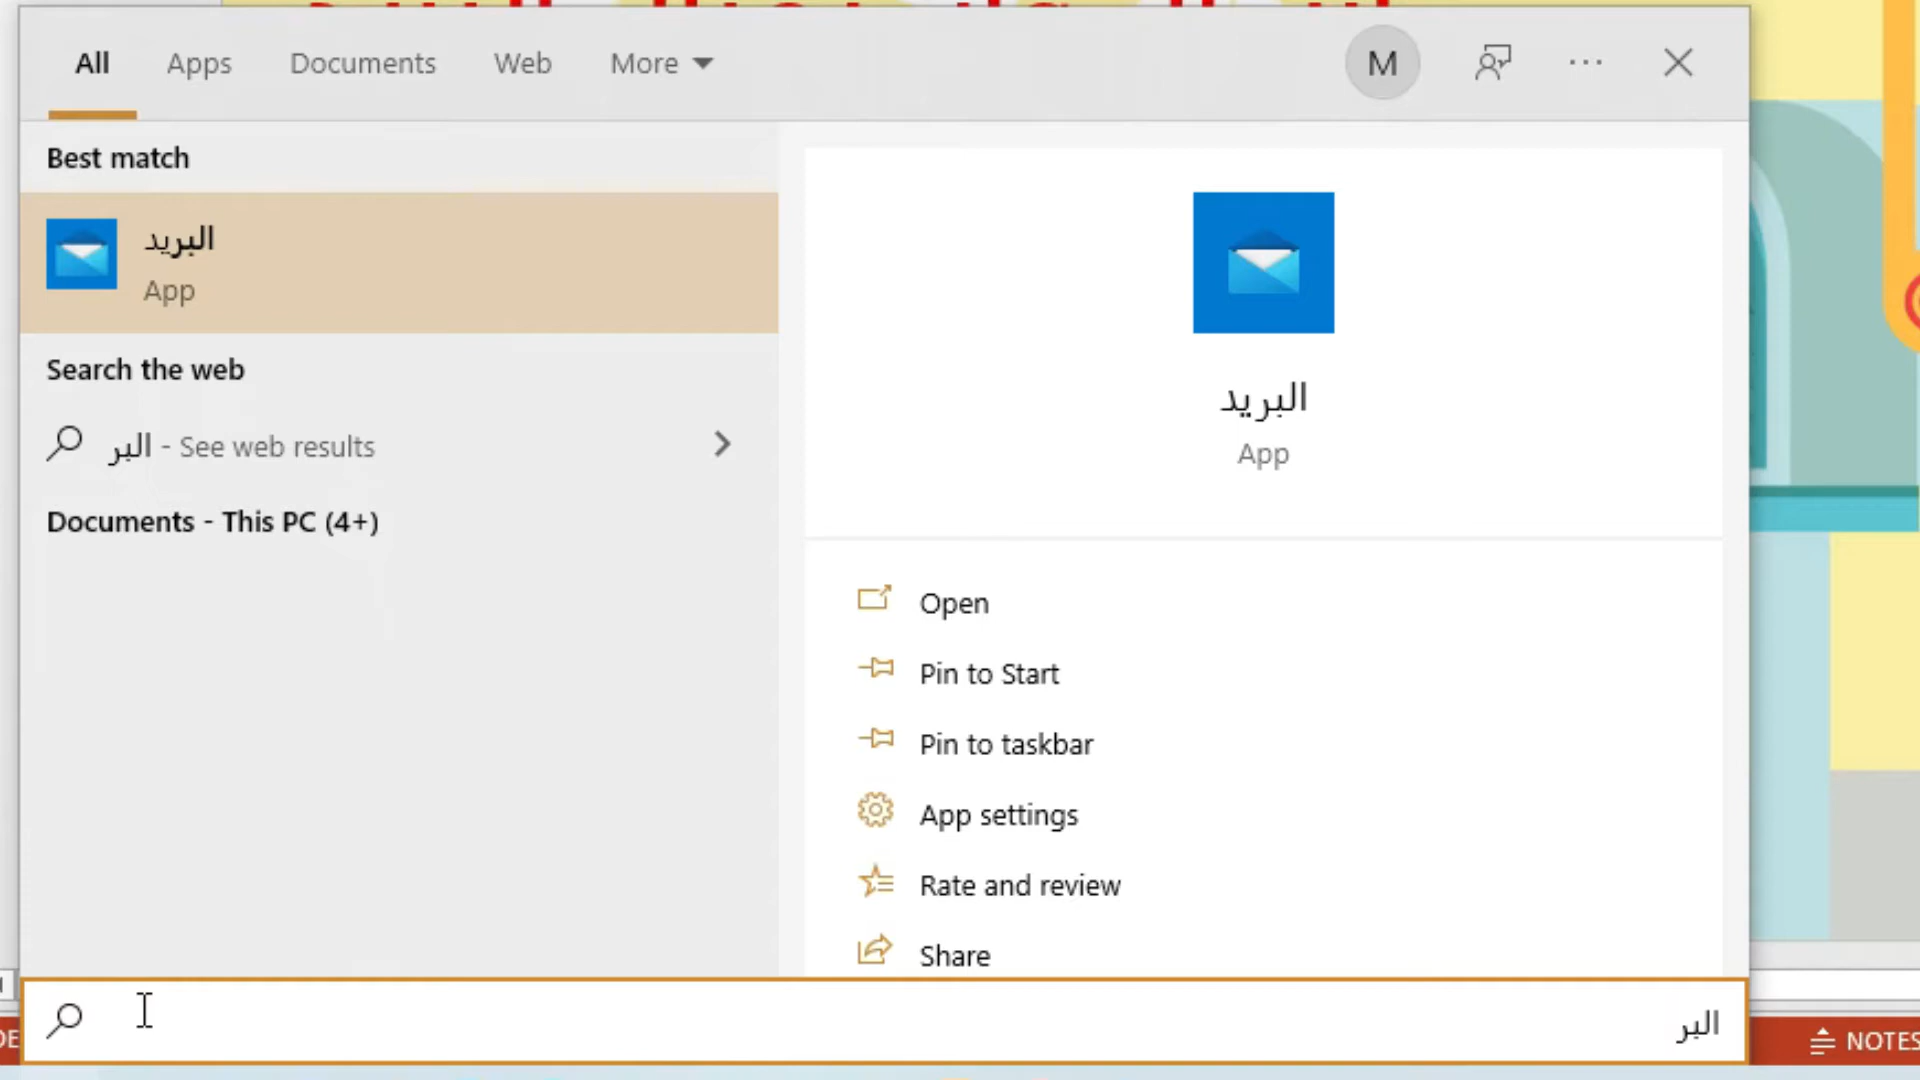 All Apps Documents Web More M
Best match
البريد
App
Search the web
البر - See web results
Documents - This PC (4+)
البريد
App
Open
Pin to Start
Pin to taskbar
App settings
Rate and review
Share
البر
NOTES